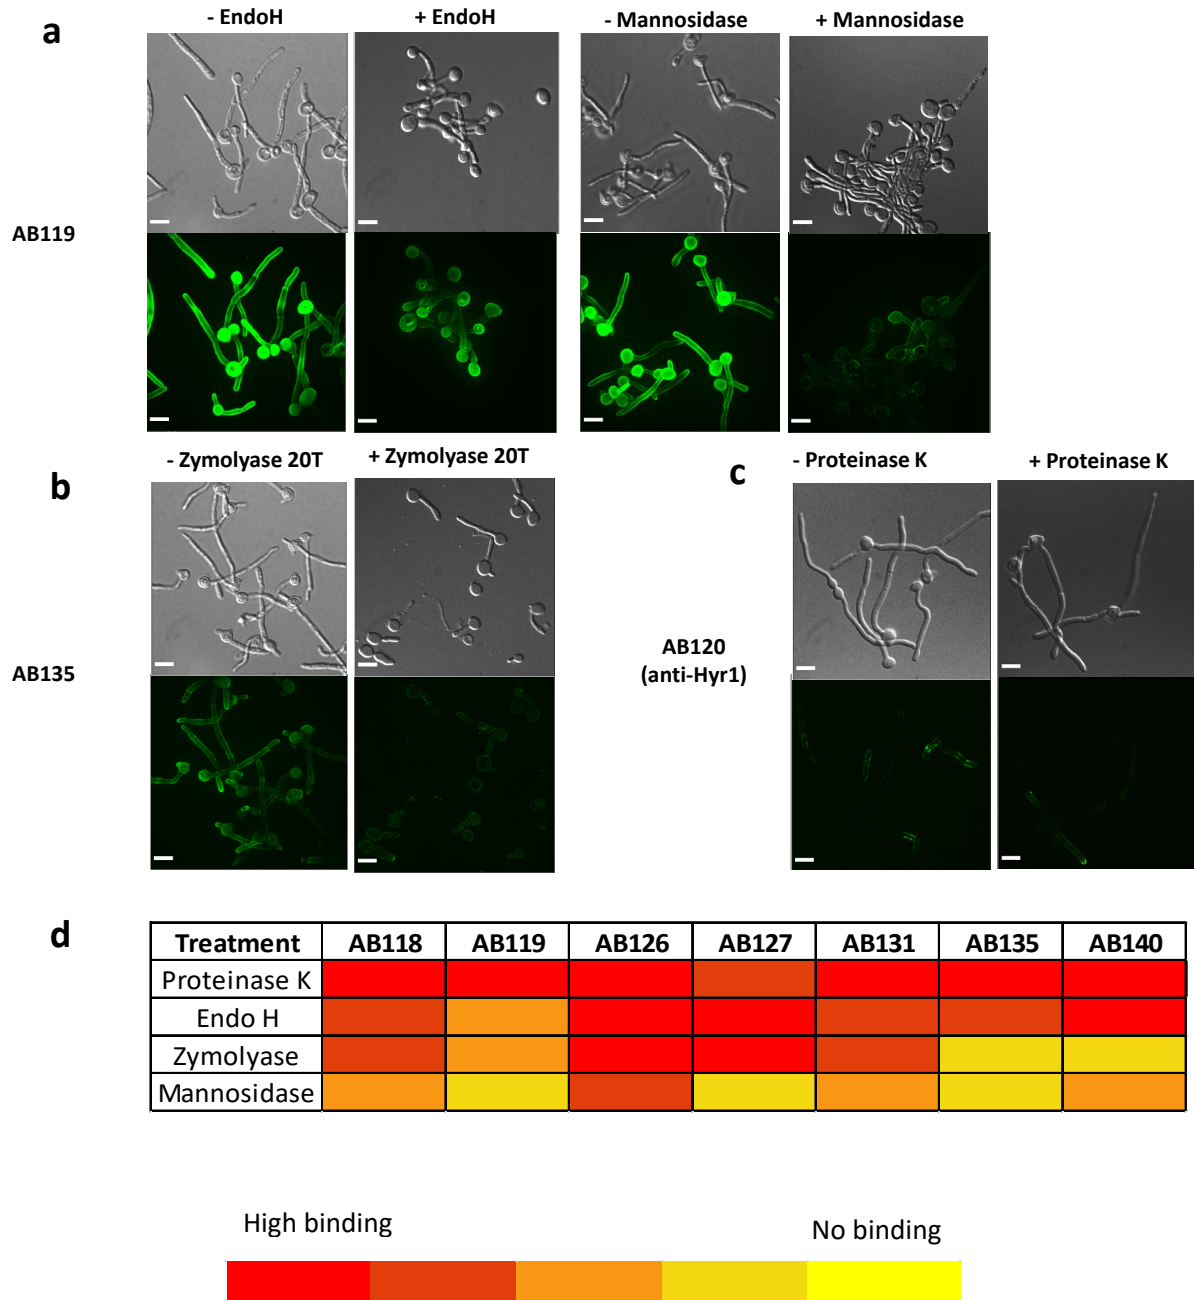 a
- EndoH
+ EndoH
- Mannosidase
+ Mannosidase
AB119
b
- Zymolyase 20T
+ Zymolyase 20T
c
- Proteinase K
+ Proteinase K
AB135
AB120
(anti-Hyr1)
d
Treatment AB118 AB119 AB126 AB127 AB131 AB135 AB140
Proteinase K
Endo H
Zymolyase
Mannosidase
High binding
No binding